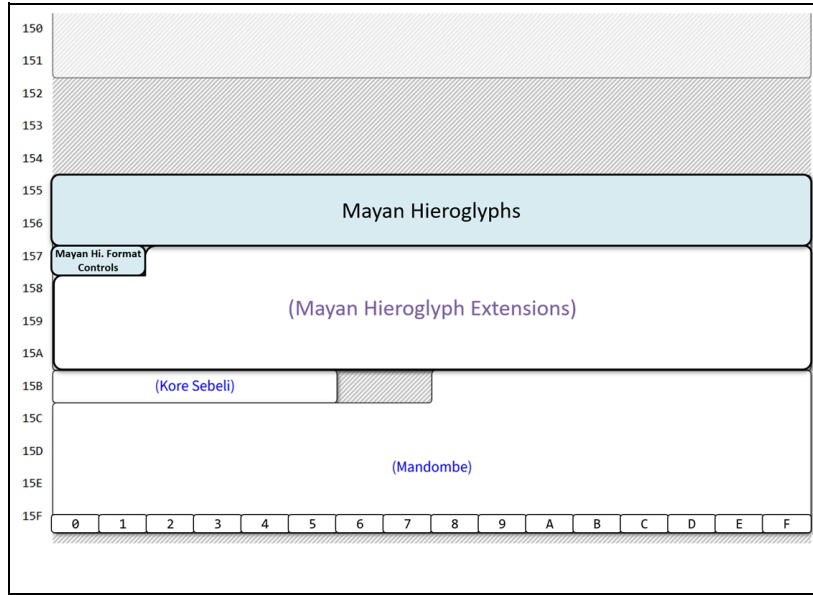 150
151
152
153
154
155
Mayan Hieroglyphs
156
157
Mayan Hi. Format
Controls
158
(Mayan Hieroglyph Extensions)
159
15A
15B
(Kore Sebeli)
15C
15D
(Mandombe)
15E
15F
0 1 2 3 4 5 6 7 8 9 A B C D E F